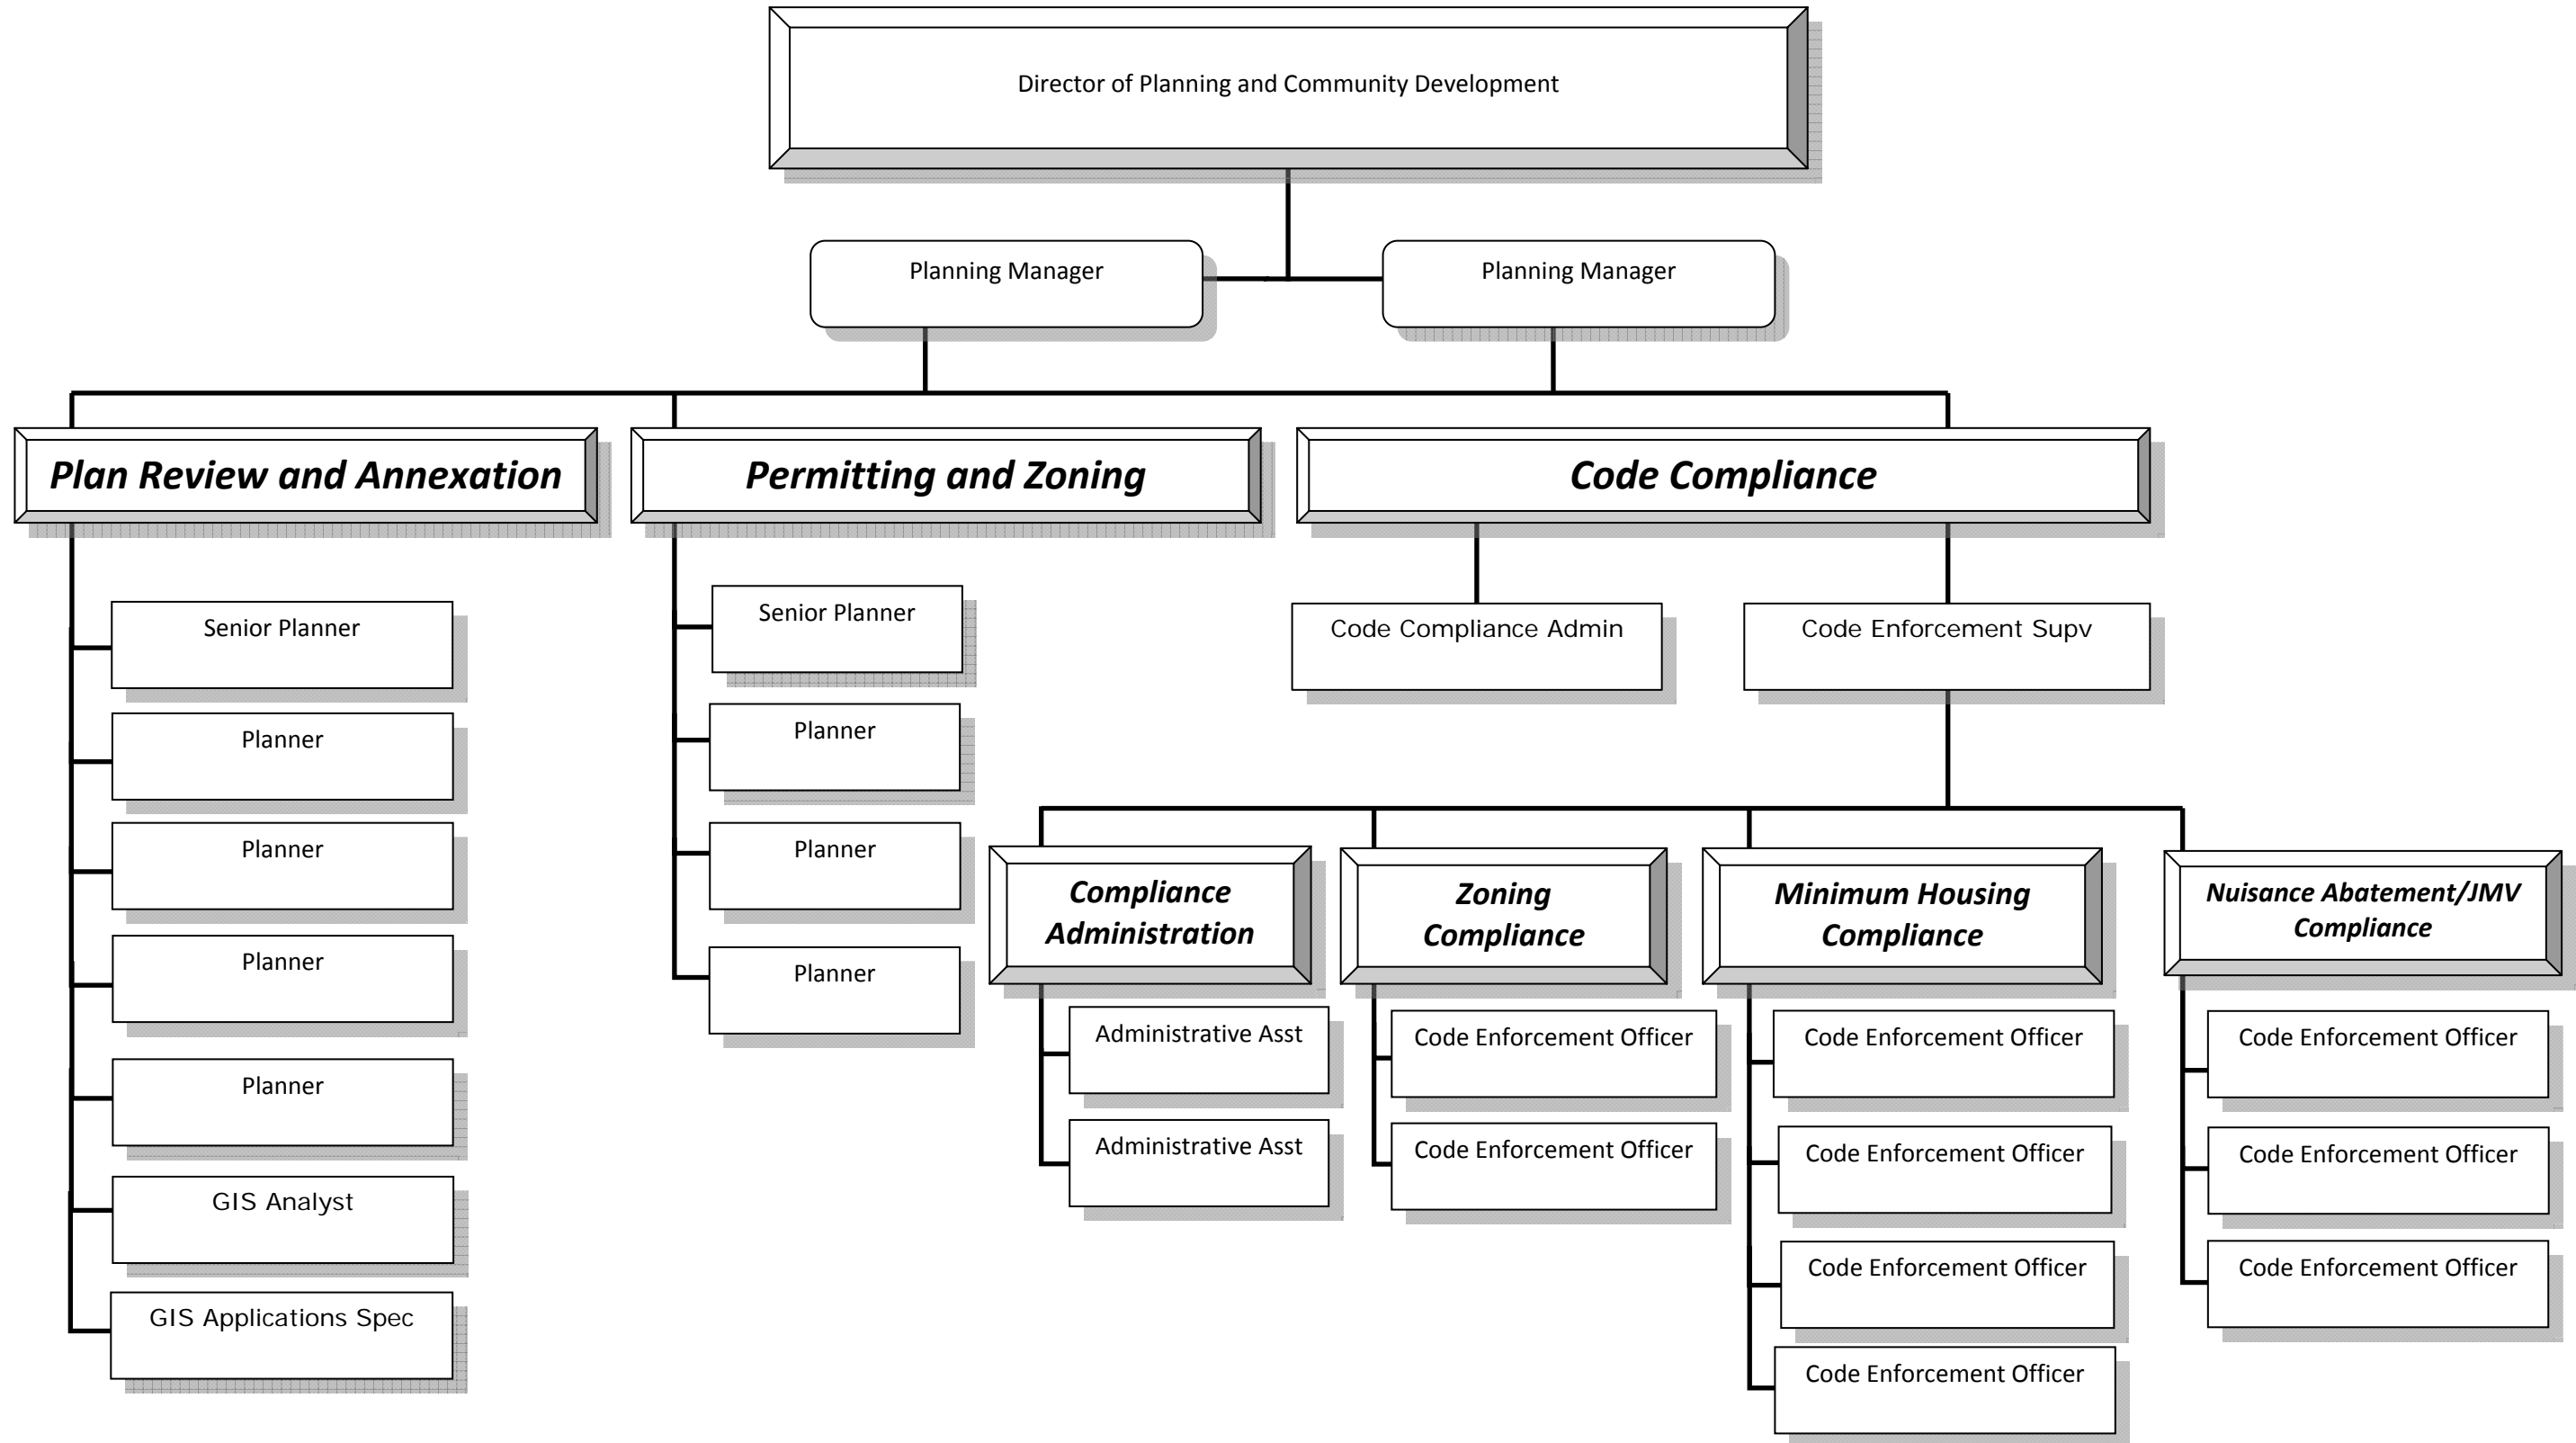 Director of Planning and Community Development
Planning Manager
Planning Manager
Plan Review and Annexation
Permitting and Zoning
Code Compliance
Senior Planner
Planner
Planner
Planner
Planner
GIS Analyst
GIS Applications Spec
Senior Planner
Planner
Planner
Planner
Code Compliance Admin
Code Enforcement Supv
Compliance
Administration
Administrative Asst
Administrative Asst
Zoning
Compliance
Code Enforcement Officer
Code Enforcement Officer
Minimum Housing
Compliance
Code Enforcement Officer
Code Enforcement Officer
Code Enforcement Officer
Code Enforcement Officer
Nuisance Abatement/JMV
Compliance
Code Enforcement Officer
Code Enforcement Officer
Code Enforcement Officer